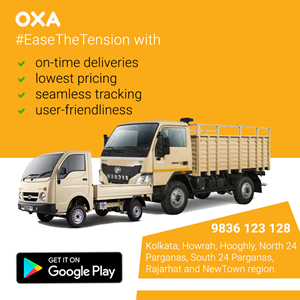 OXA
#EaseTheTension with
on-time deliveries
lowest pricing
seamless tracking
user-friendliness
EICHER
9836 123 128
Kolkata, Howrah, Hooghly, North 24
Parganas, South 24 Parganas,
Rajarhat and NewTown region.
GET IT ON
Google Play